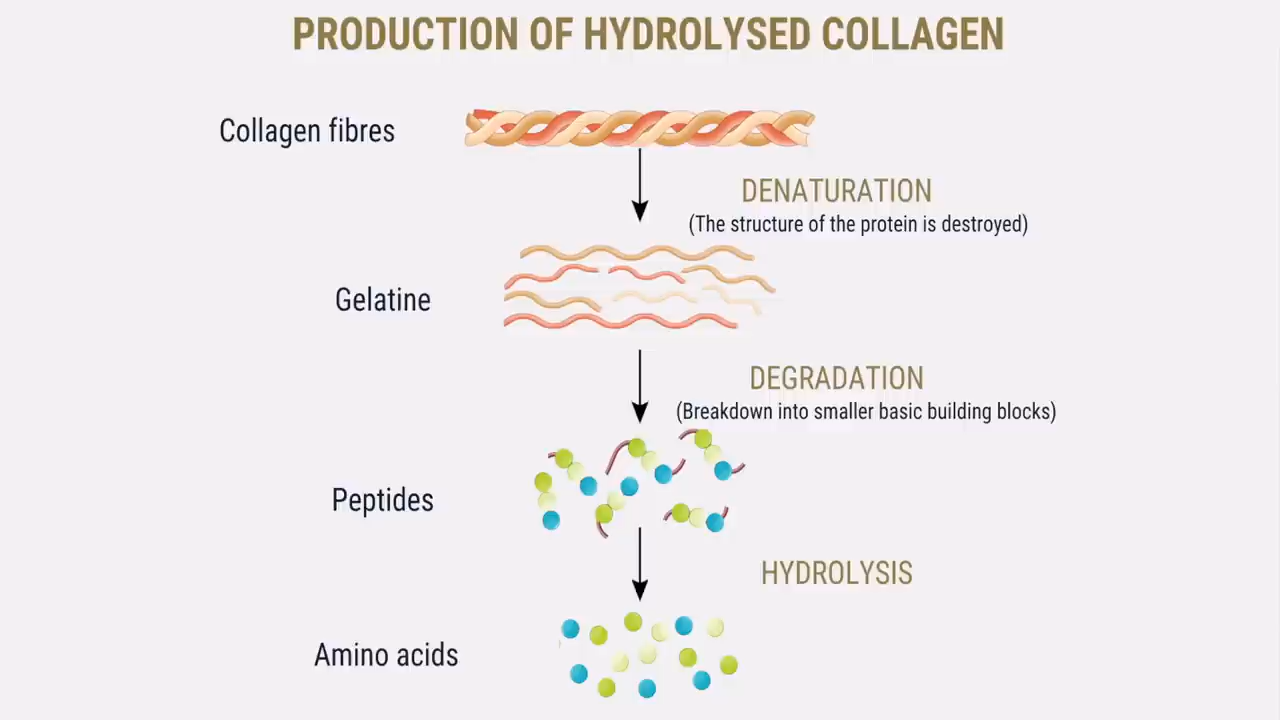 PRODUCTION OF HYDROLYSED COLLAGEN
Collagen fibres
DENATURATION
(The structure of the protein is destroyed)
Gelatine
DEGRADATION
(Breakdown into smaller basic building blocks)
Peptides
HYDROLYSIS
Amino acids